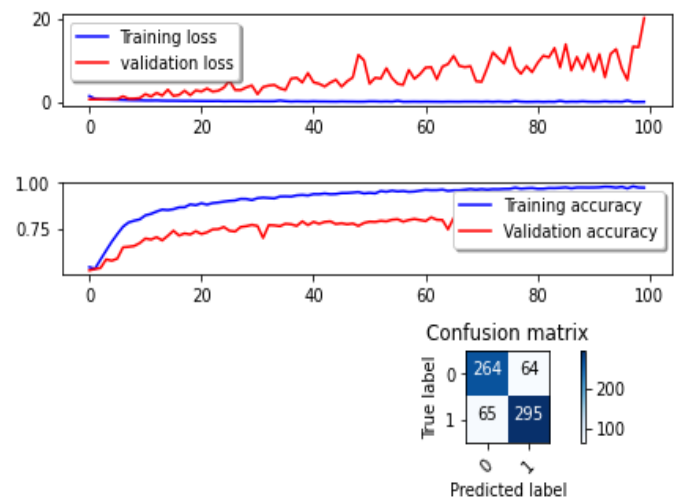 20
0
Training loss
validation loss
0 20 40 60 80 100
1.00
0.75
Training accuracy
Validation accuracy
0 20 40 60 80 100
Confusion matrix
True label
0 264 64
1 65 295
200
100
0 1
Predicted label